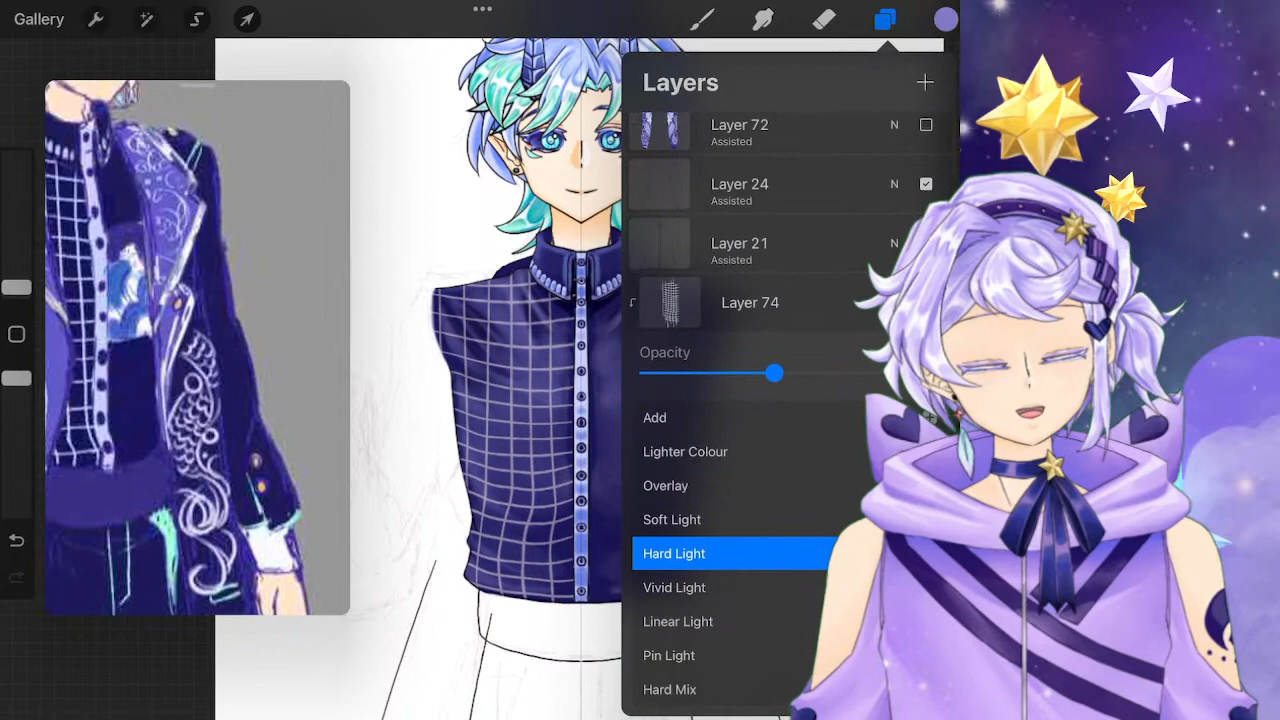 Gallery
Layers
Layer 72
N
Assisted
Layer 24
N
Assisted
Layer 21
N
Assisted
Layer 74
Opacity
Add
Lighter Colour
Overlay
Soft Light
Hard Light
Vivid Light
Linear Light
Pin Light
Hard Mix